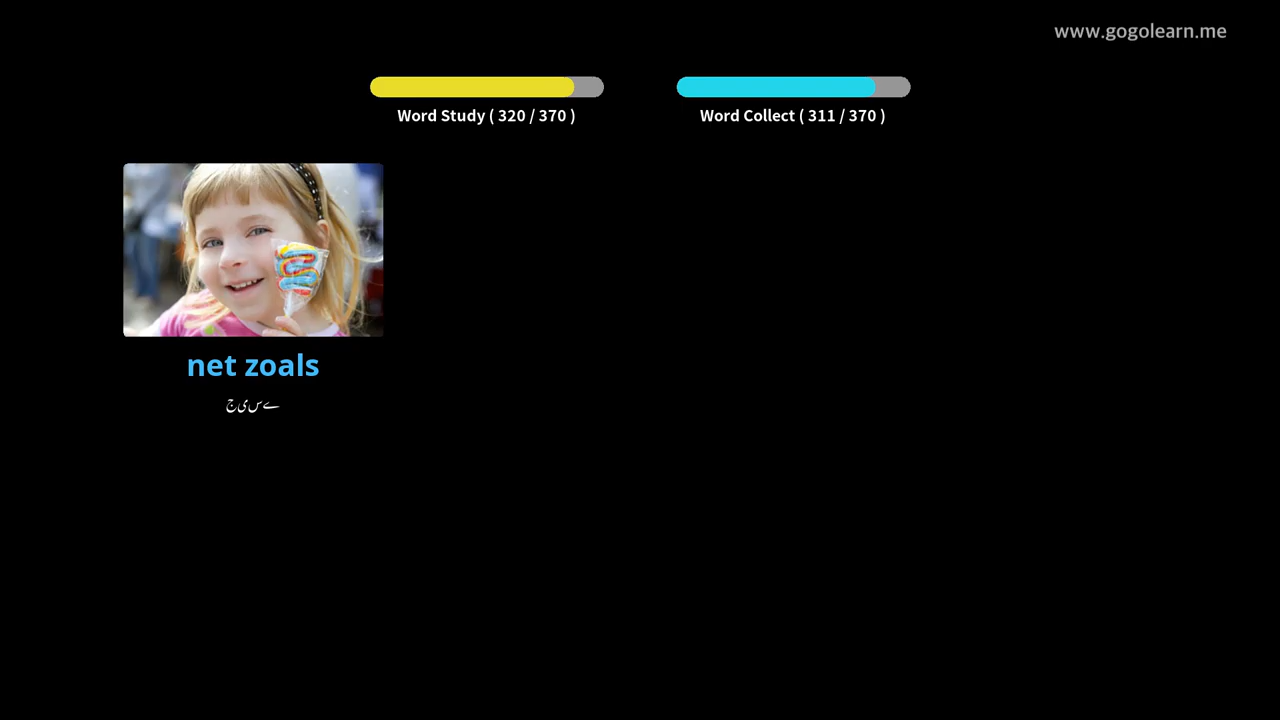 www.gogolearn.me
Word Study ( 320 / 370 )
Word Collect ( 311 / 370 )
net zoals
جیسے